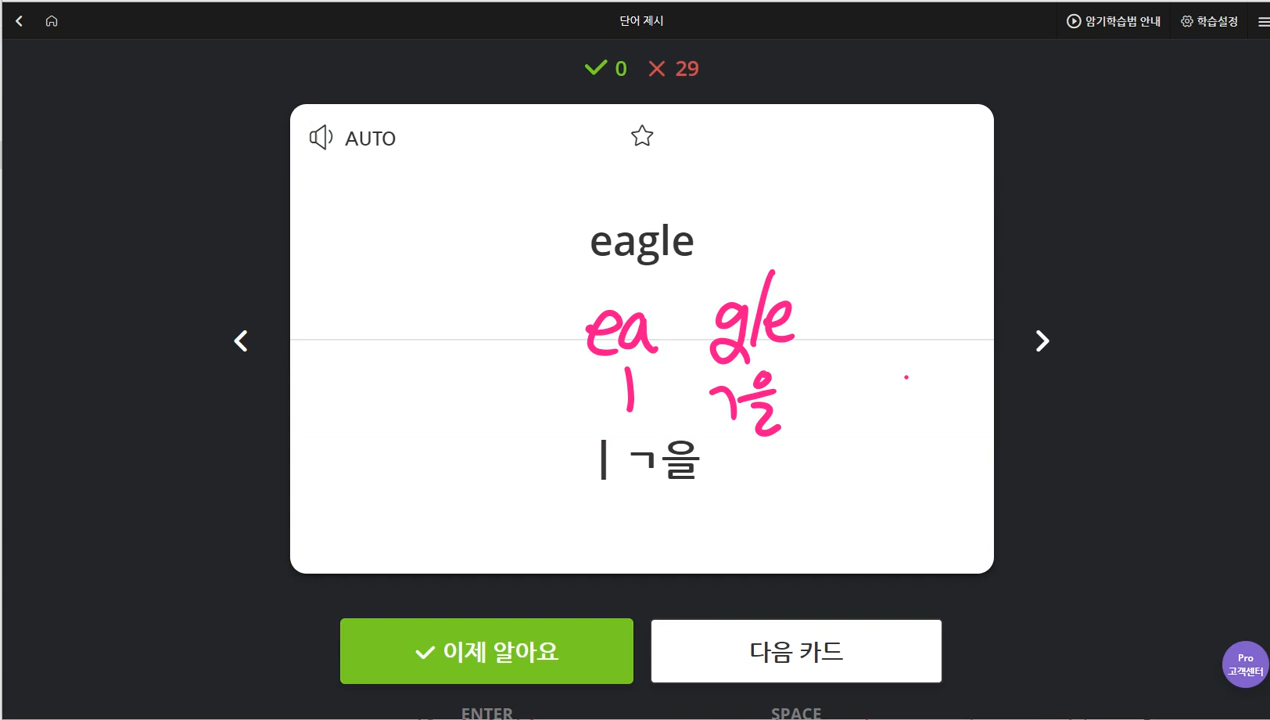 단어 제시
암기학습법 안내
학습설정
0 29
AUTO
eagle
ea gle
ㅣ ㄱ을
ㅣㄱ을
이제 알아요
다음 카드
Pro
고객센터
ENTER
SPACE